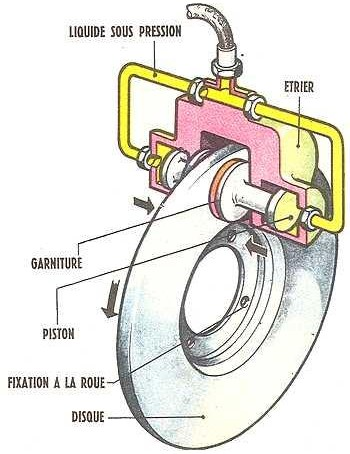 LIQUIDE SOUS PRESSION
ETRIER
GARNITURE
PISTON
FIXATION A LA ROUE
DISQUE